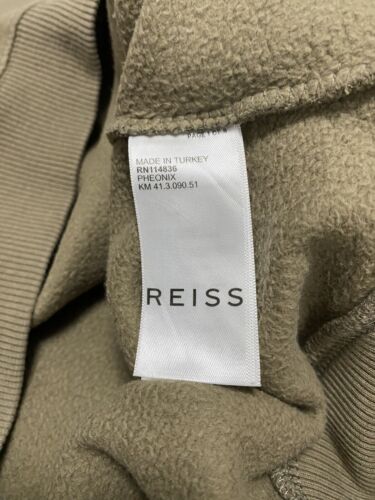 MADE IN TURKEY
RN114836
PHEONIX
KM 41.3.090.51
REISS